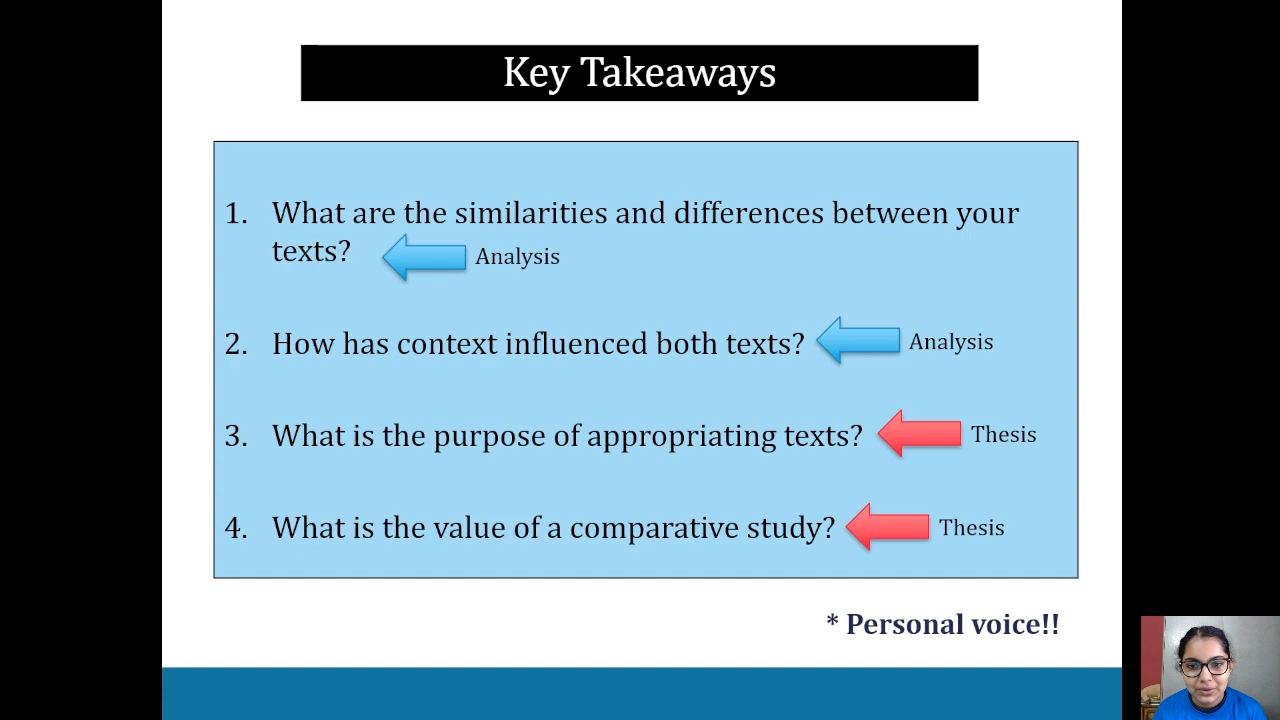 Key Takeaways
1. What are the similarities and differences between your
texts?
Analysis
2. How has context influenced both texts?
Analysis
3. What is the purpose of appropriating texts?
Thesis
4. What is the value of a comparative study?
Thesis
* Personal voice!!